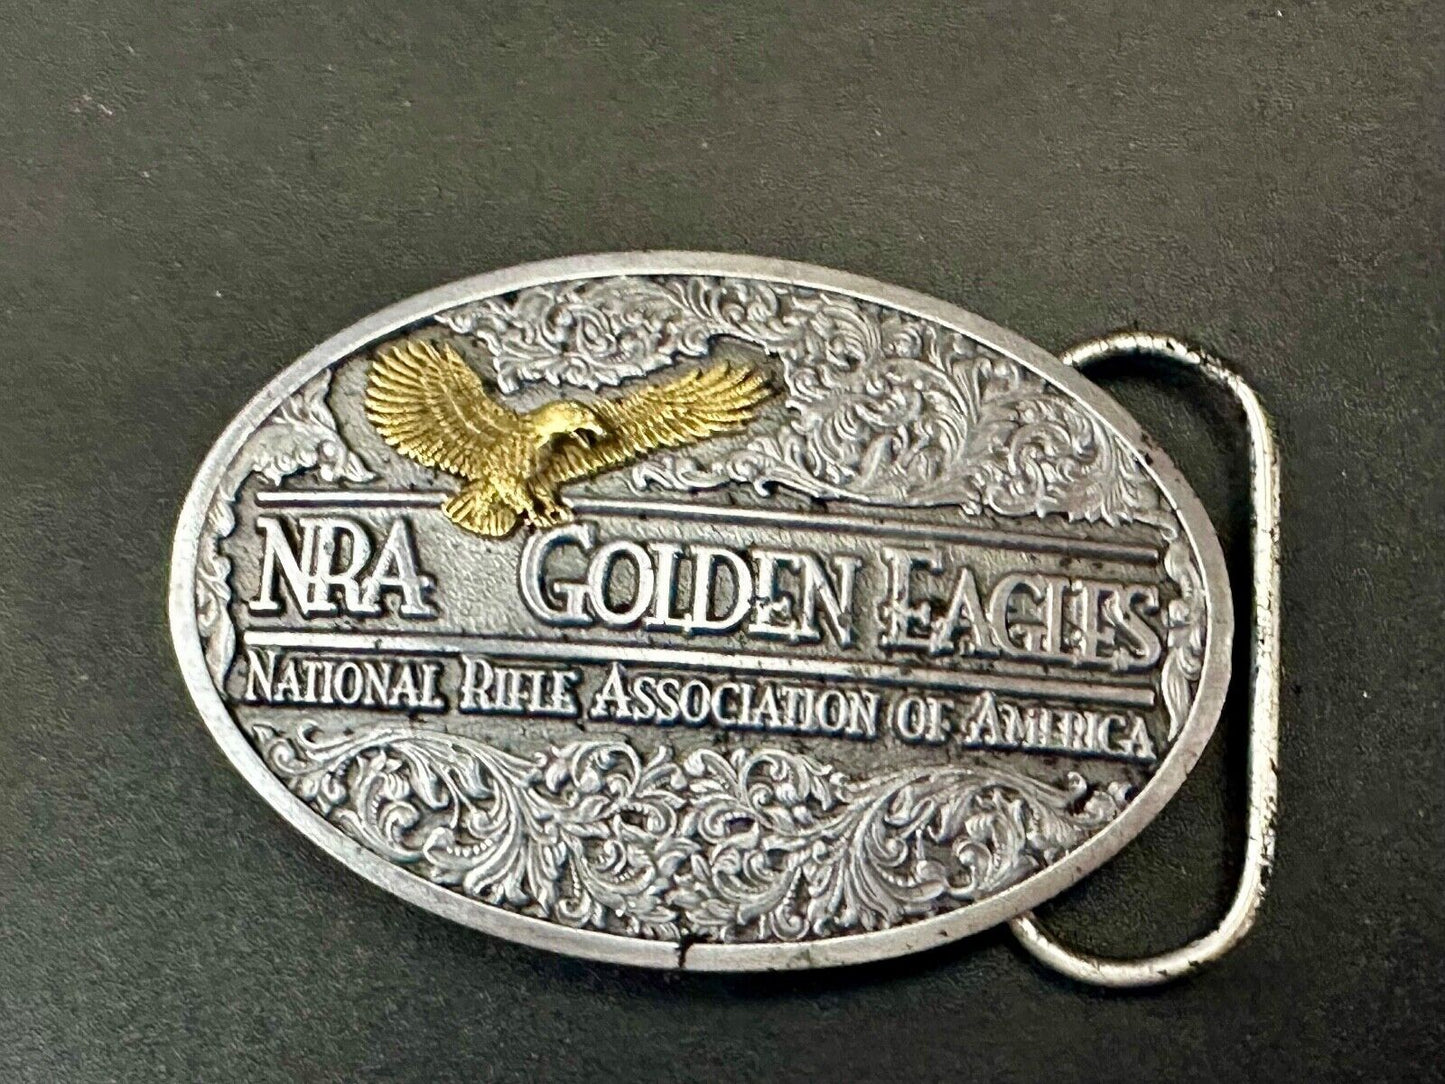 NRA GOLDEN EAGLES
NATIONAL RIFLE ASSOCIATION OF AMERICA